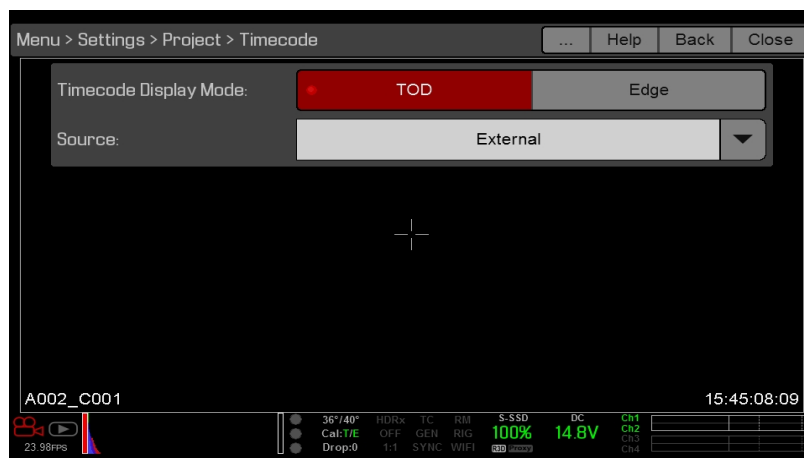 Menu > Settings > Project > Timecode ... Help Back Close
Timecode Display Mode: TOD Edge
Source: External
A002_C001 15:45:08:09
36°/40° HDRx TC RM S-SSD DC Ch1
Cal:T/E OFF GEN RIG 100% 14.8V Ch2
23.98FPS Drop:0 1:1 SYNC WIFI R3D Proxy Ch3
Ch4